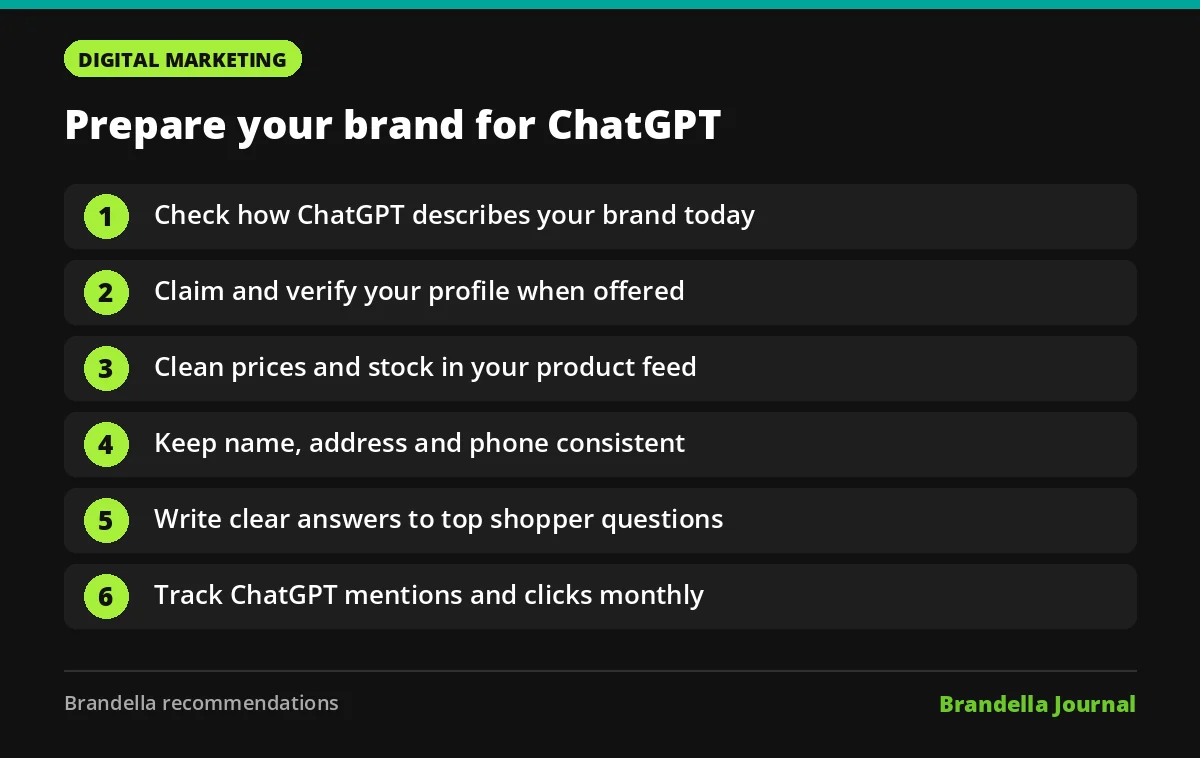 DIGITAL MARKETING
Prepare your brand for ChatGPT
1 Check how ChatGPT describes your brand today
2 Claim and verify your profile when offered
3 Clean prices and stock in your product feed
4 Keep name, address and phone consistent
5 Write clear answers to top shopper questions
6 Track ChatGPT mentions and clicks monthly
Brandella recommendations
Brandella Journal